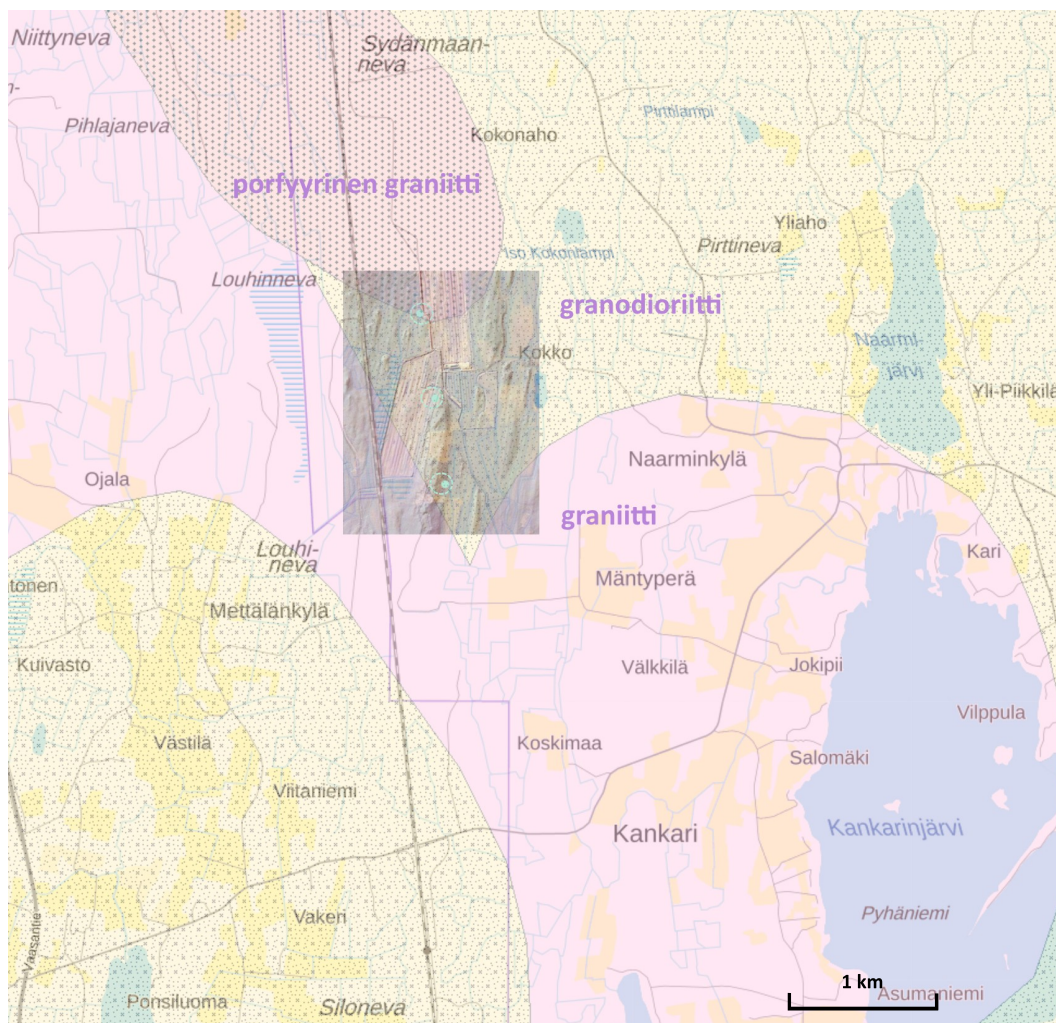 Niittyneva
Sydänmaan-
neva
n-
Pihlajaneva
Pirttilampi
Kokonaho
porfyyrinen graniitti
Yliaho
Pirttineva
Iso Kokonlampi
Louhinneva
granodioriitti
Kokko
Naarmi-
järvi
Yli-Piikkilä
Naarminkylä
Ojala
graniitti
Louhi-
neva
Kari
tonen
Mäntyperä
Mettälänkylä
Kuivasto
Välkkilä
Jokipii
Vilppula
Västilä
Koskimaa
Salomäki
Viitaniemi
Kankari
Kankarinjärvi
Vaasantie
Vakeri
Pyhäniemi
1 km
Asumaniemi
Ponsiluoma
Siloneva